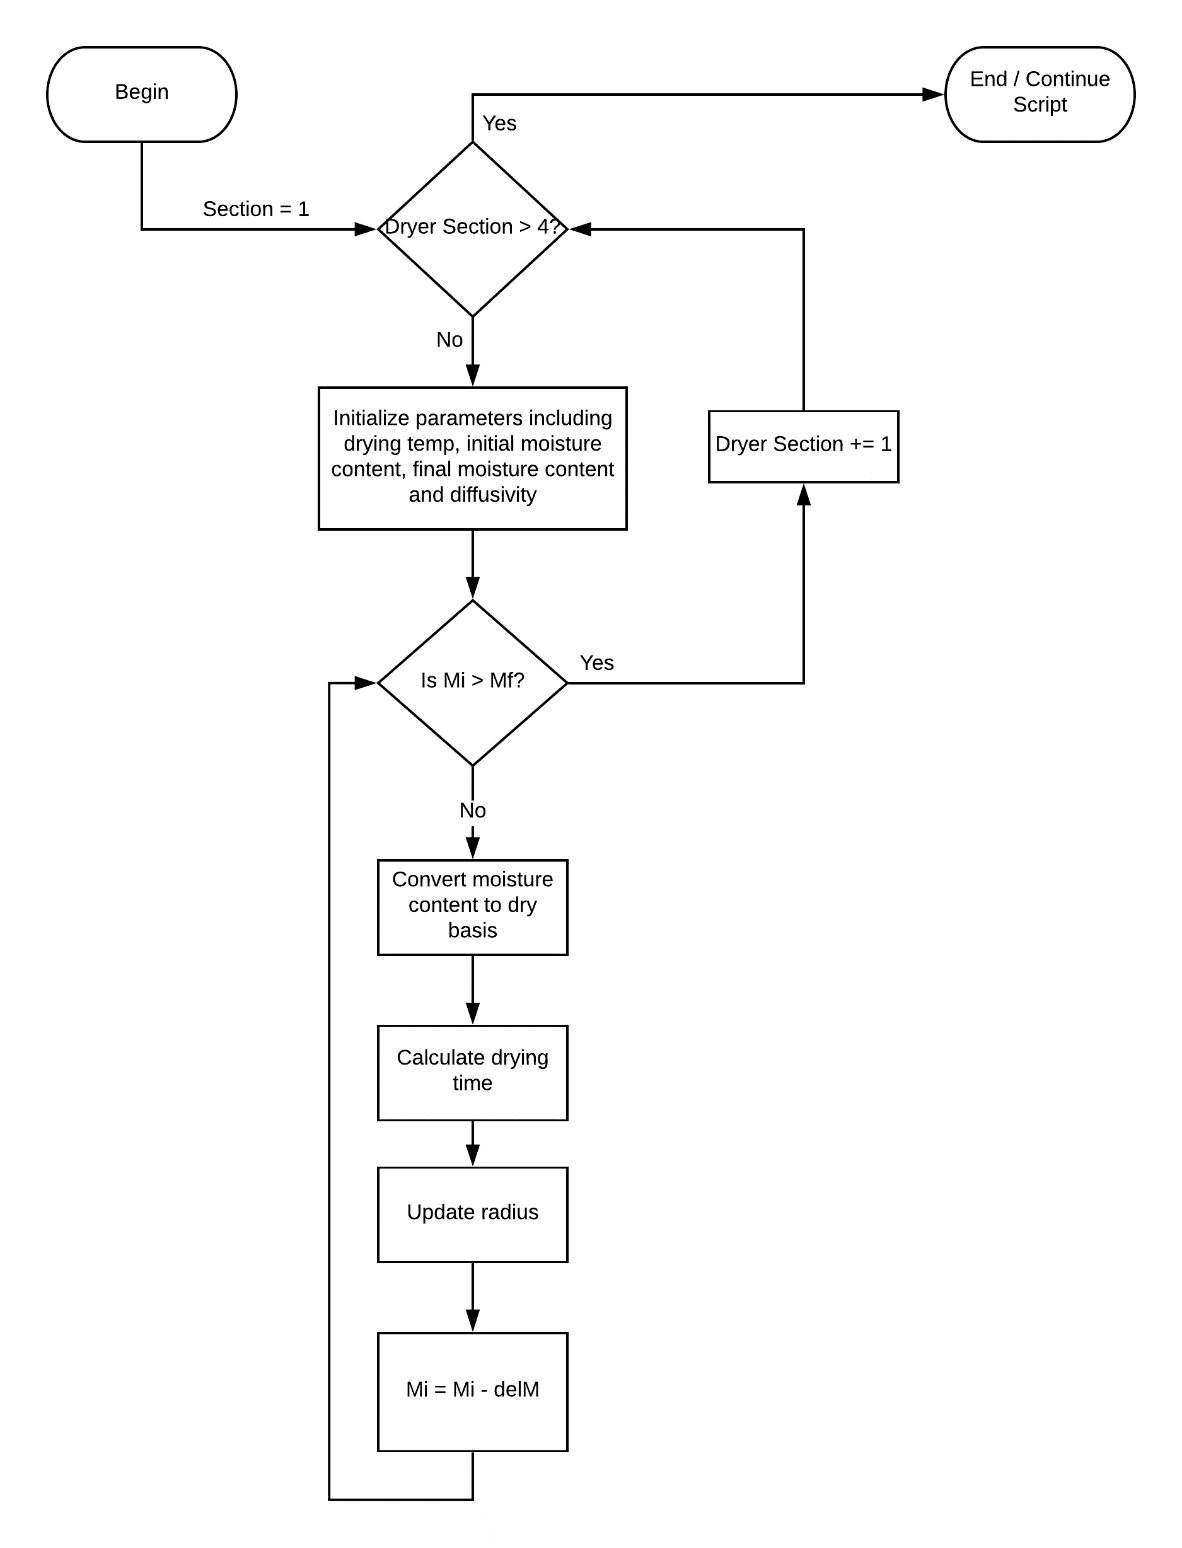 Begin
End / Continue
Script
Yes
Section = 1
Dryer Section > 4?
No
Initialize parameters including
drying temp, initial moisture
content, final moisture content
and diffusivity
Dryer Section += 1
Is Mi > Mf?
Yes
No
Convert moisture
content to dry
basis
Calculate drying
time
Update radius
Mi = Mi - delM